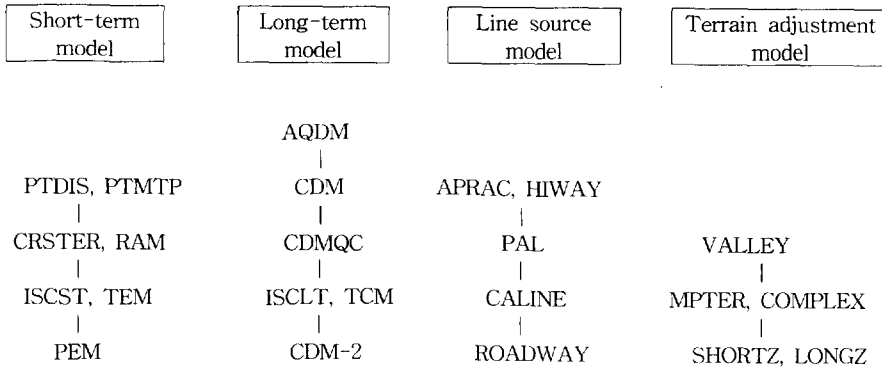 Short-term model
Long-term model
Line source model
Terrain adjustment model
AQDM
PTDIS, PTMTP
CDM
APRAC, HIWAY
CRSTER, RAM
CDMQC
PAL
VALLEY
ISCST, TEM
ISCLT, TCM
CALINE
MPTER, COMPLEX
PEM
CDM-2
ROADWAY
SHORTZ, LONGZ